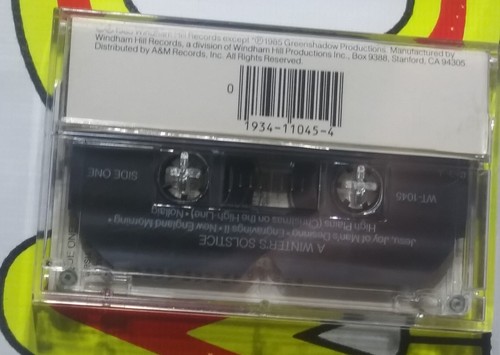 Records except ℗1985 Greenshadow Productions. Manufactured by
Windham Hill Records, a division of Windham Hill Productions Inc., Box 9388, Stanford, CA 94305
Distributed by A&M Records, Inc. All Rights Reserved.
0
1934-11045-4
A WINTER'S SOLSTICE
Jesu, Joy of Man's Desiring • Engravings II • New England Morning*
High Plains (Christmas on the High-Line) • Nollaig
SIDE ONE
WT-1045